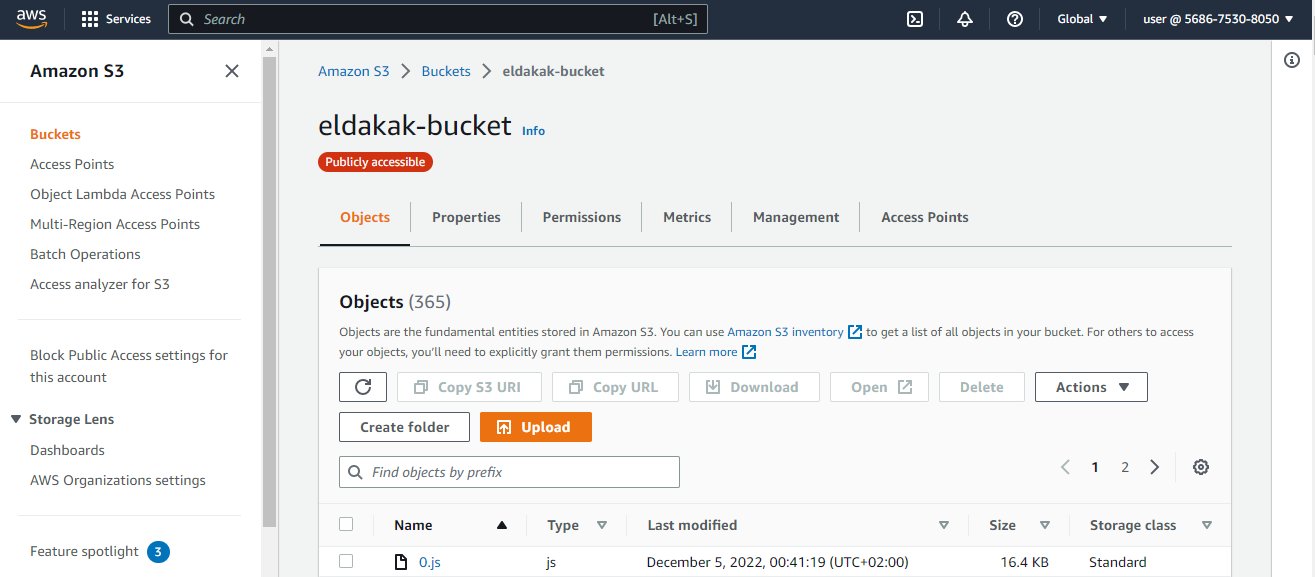 aws Services Search [Alt+S] Global user @ 5686-7530-8050
Amazon S3
Buckets
Access Points
Object Lambda Access Points
Multi-Region Access Points
Batch Operations
Access analyzer for S3
Block Public Access settings for
this account
Storage Lens
Dashboards
AWS Organizations settings
Feature spotlight 3
Amazon S3 Buckets eldakak-bucket
eldakak-bucket Info
Publicly accessible
Objects Properties Permissions Metrics Management Access Points
Objects (365)
Objects are the fundamental entities stored in Amazon S3. You can use Amazon S3 inventory to get a list of all objects in your bucket. For others to access
your objects, you'll need to explicitly grant them permissions. Learn more
Copy S3 URI Copy URL Download Open Delete Actions
Create folder Upload
Find objects by prefix 1 2
Name Type Last modified Size Storage class
0.js js December 5, 2022, 00:41:19 (UTC+02:00) 16.4 KB Standard